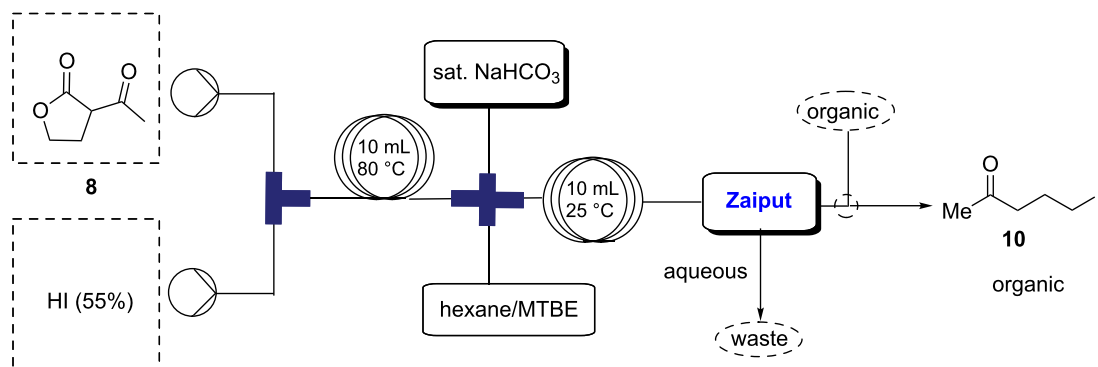 O
O
O
8
HI (55%)
10 mL
80 °C
sat. NaHCO3
hexane/MTBE
10 mL
25 °C
Zaiput
aqueous
waste
organic
O
Me
10
organic